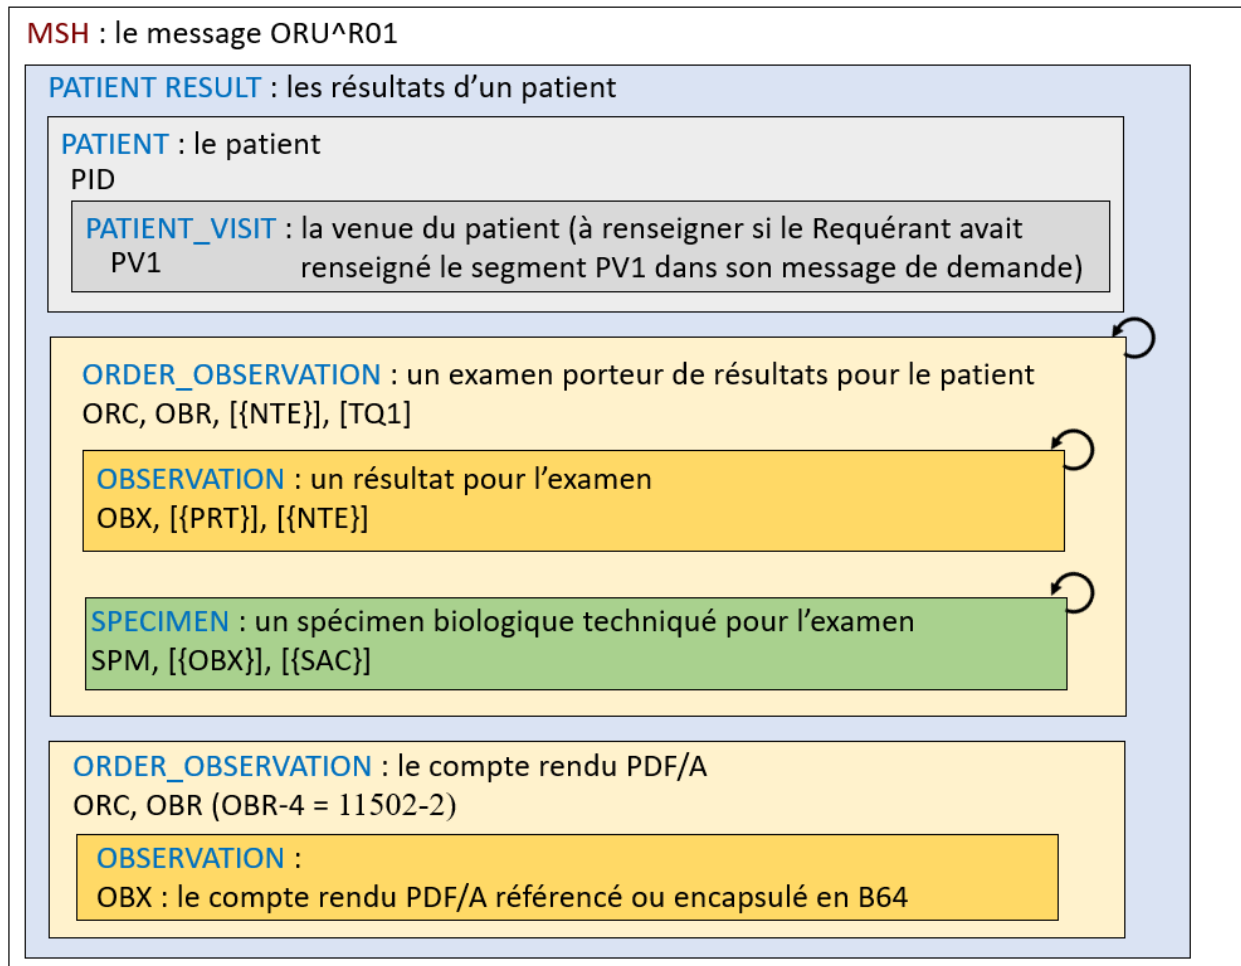 MSH : le message ORU^R01
PATIENT RESULT : les résultats d’un patient
PATIENT : le patient
PID
PATIENT_VISIT : la venue du patient (à renseigner si le Requérant avait
PV1 renseigné le segment PV1 dans son message de demande)
ORDER_OBSERVATION : un examen porteur de résultats pour le patient
ORC, OBR, [{NTE}], [TQ1]
OBSERVATION : un résultat pour l’examen
OBX, [{PRT}], [{NTE}]
SPECIMEN : un spécimen biologique techniqué pour l’examen
SPM, [{OBX}], [{SAC}]
ORDER_OBSERVATION : le compte rendu PDF/A
ORC, OBR (OBR-4 = 11502-2)
OBSERVATION :
OBX : le compte rendu PDF/A référencé ou encapsulé en B64